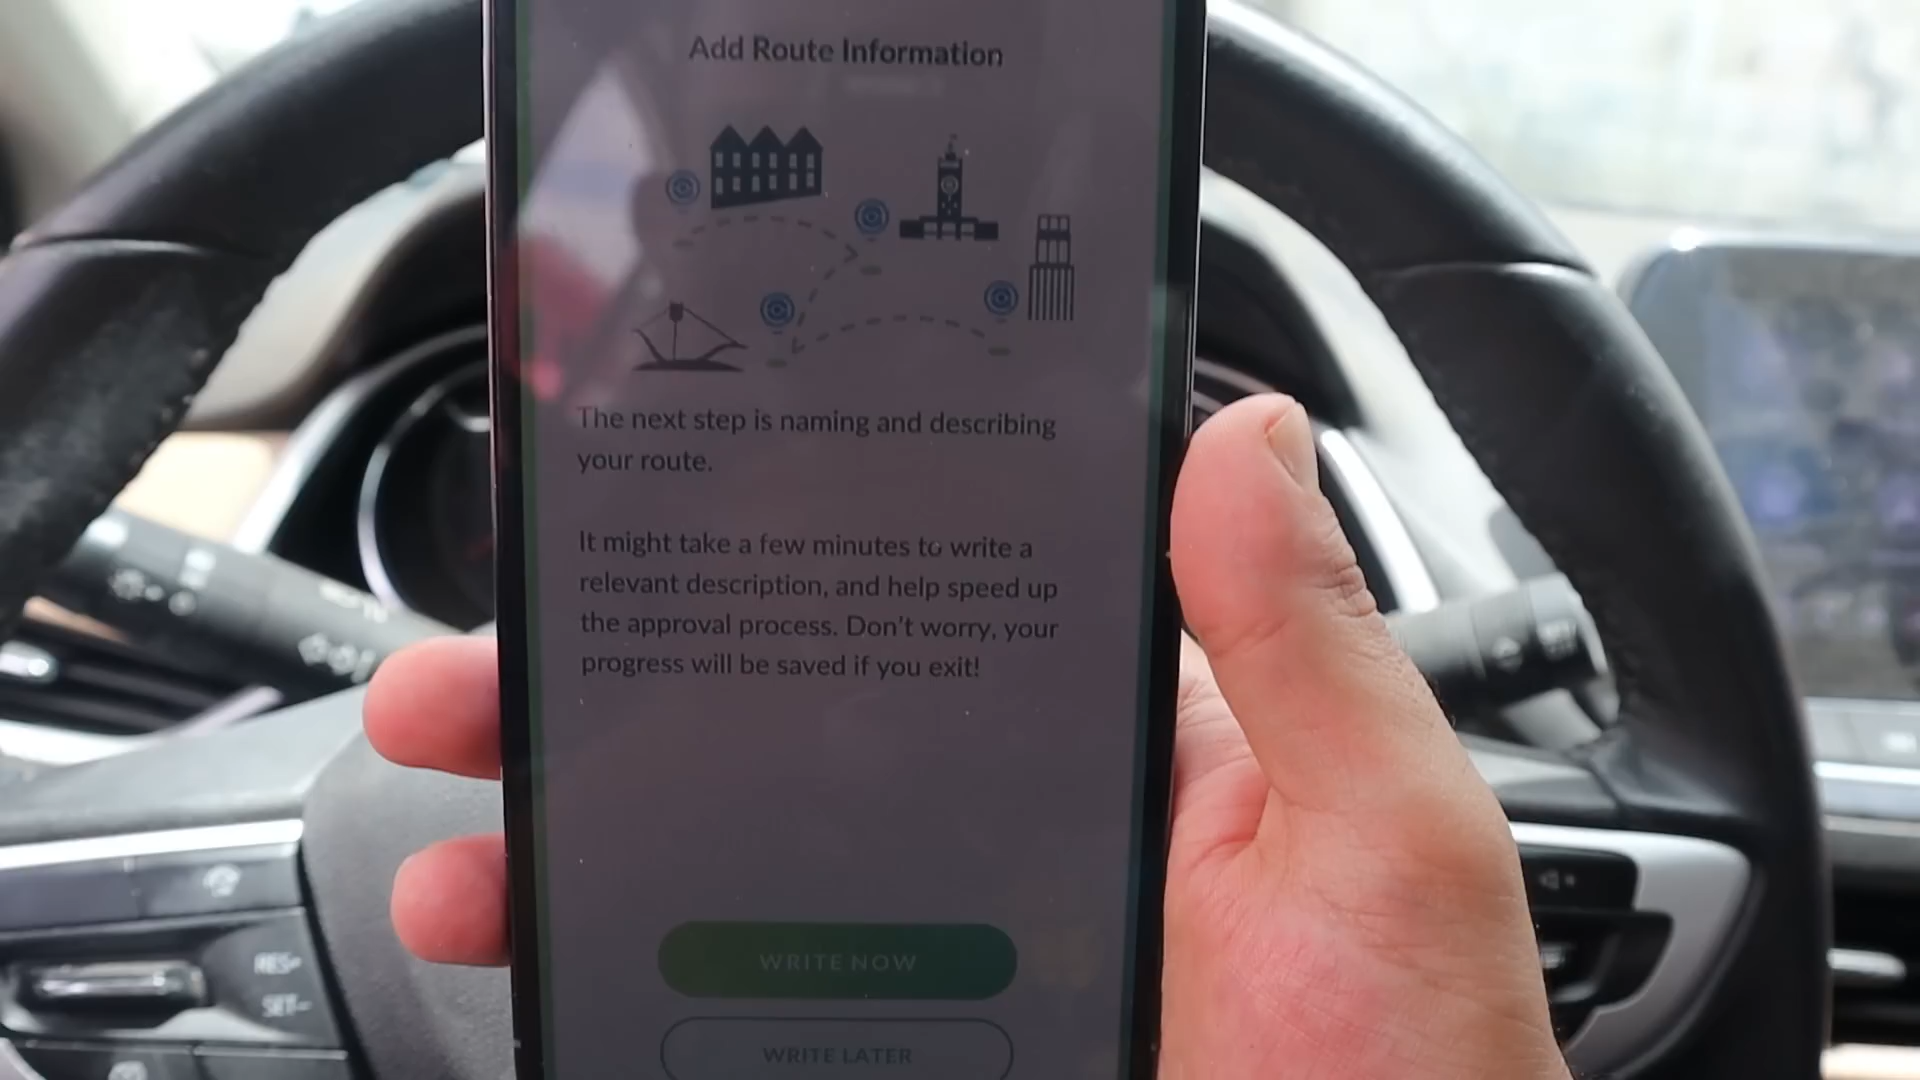 Add Route Information
The next step is naming and describing
your route.
It might take a few minutes to write a
relevant description, and help speed up
the approval process. Don't worry, your
progress will be saved if you exit!
WRITE NOW
WRITE LATER
RES+
SET-